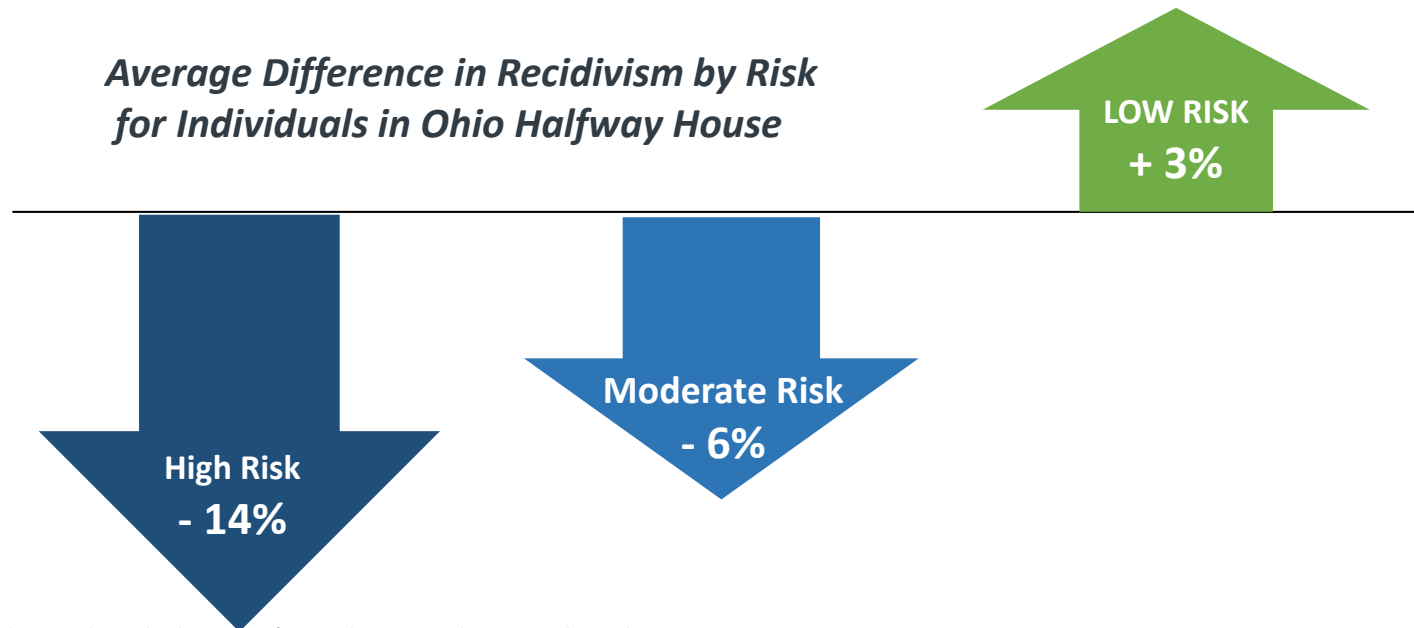 Average Difference in Recidivism by Risk
for Individuals in Ohio Halfway House
LOW RISK
+ 3%
Moderate Risk
- 6%
High Risk
- 14%